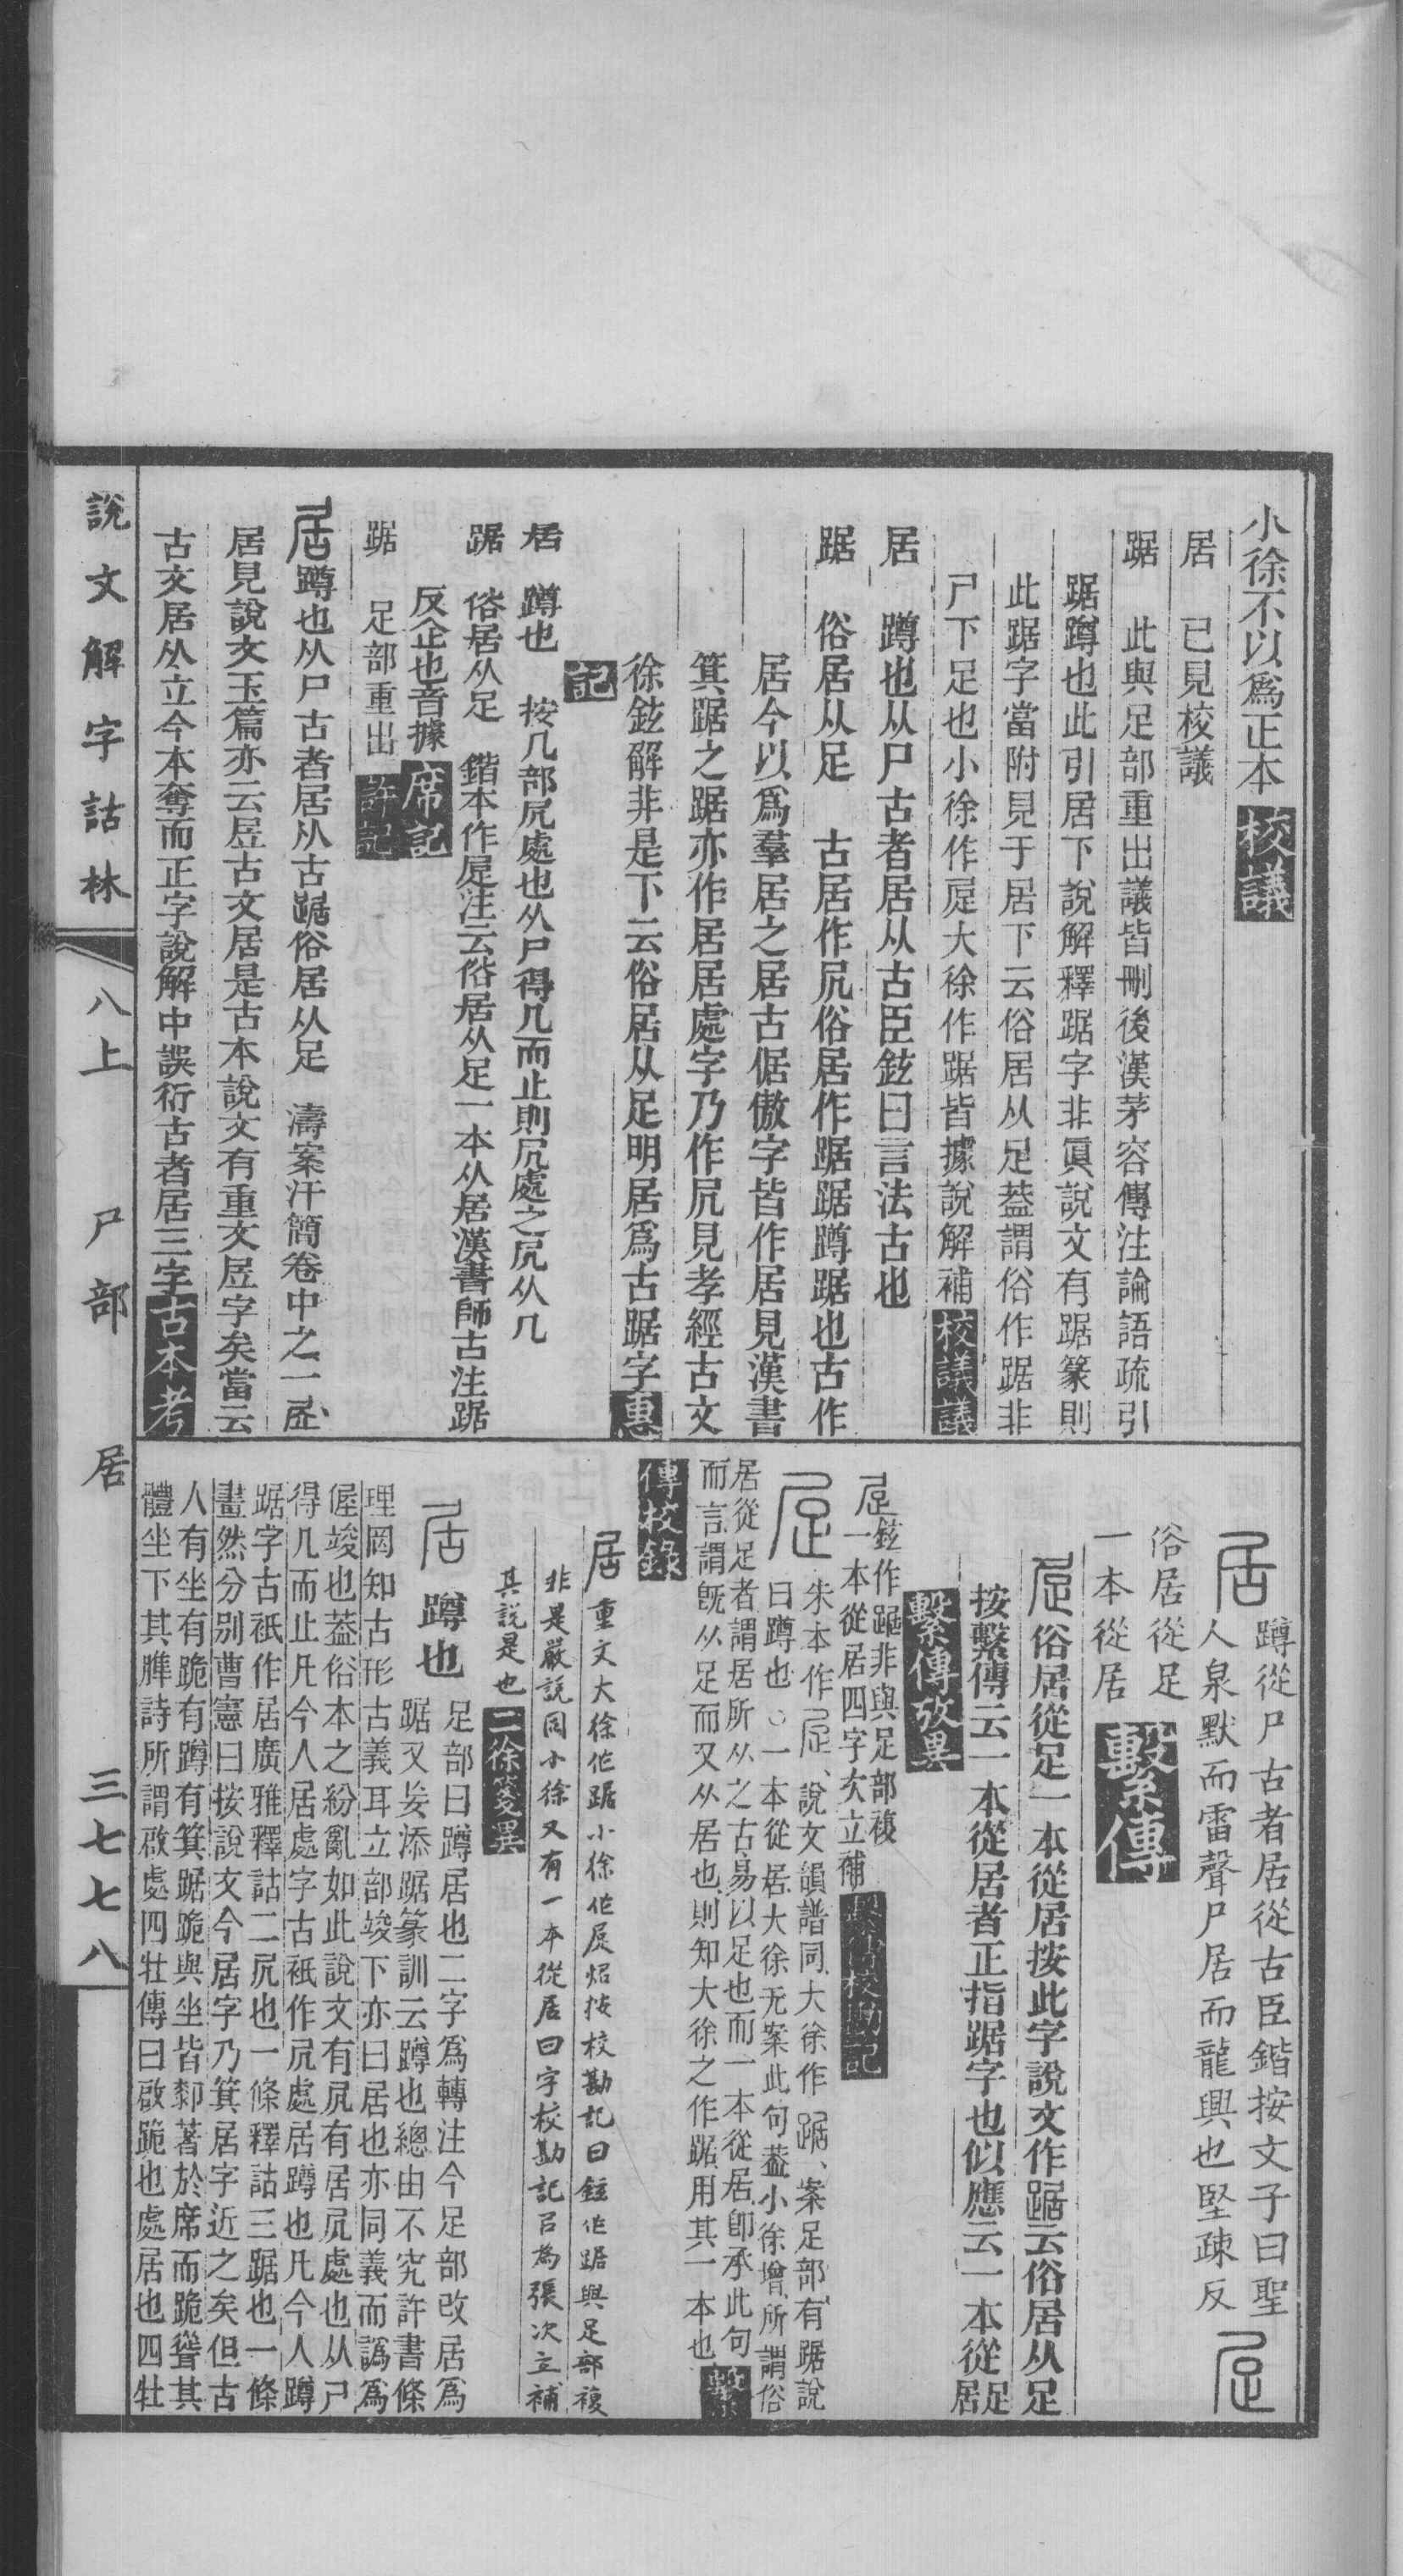 小徐不以爲正本校議
居　已見校議
踞　此與足部重出議皆刪後漢茅容傳注論語疏引
踞蹲也此引居下說解釋踞字非眞說文有踞篆則
此踞字當附見于居下云俗居从足葢謂俗作踞非
尸下足也小徐作𡱒大徐作踞皆據說解補校議議
居　蹲也从尸古者居从古臣鉉曰言法古也
踞　俗居从足　古居作凥俗居作踞踞蹲踞也古作
居今以爲羣居之居古倨傲字皆作居見漢書
箕踞之踞亦作居居處字乃作凥見孝經古文
徐鉉解非是下云俗居从足明居爲古踞字惠
記
居　蹲也　按几部凥處也从尸得几而止則凥處之凥从几
踞　俗居从足　鍇本作𡱒注云俗居从足一本从居漢書師古注踞
反企也音據席記
踞　足部重出許記
居蹲也从尸古者居从古踞俗居从足　濤案汗簡卷中之一𡱩
居見說文玉篇亦云𡱩古文居是古本說文有重文𡱩字矣當云
古文居从立今本奪而正字說解中誤衍古者居三字古本考
居蹲從尸古者居從古臣鍇按文子曰聖
人泉默而雷聲尸居而龍興也堅疎反𡱒
俗居從足
一本從居繫傳
𡱒俗居從足一本從居按此字說文作踞云俗居从足
按繫傳云一本從居者正指踞字也似應云一本從足居
繫傳攷異
𡱒鉉作踞非與足部複
一本從居四字次立補繫傳校勘記
𡱒朱本作𡱒、說文韻譜同、大徐作踞、案足部有踞說
曰蹲也○一本從居、大徐无案此句葢小徐增、所謂俗
居從足者謂居所从之古易以足也而一本從居卽承此句
而言謂旣从足而又从居也則知大徐之作踞用其一本也繫
傳校錄
居重文大徐作踞小徐作𡱒炤按校勘記曰鉉作踞與足部複
非是嚴說同小徐又有一本從居曰字校勘記㠯爲張次立補
其說是也二徐箋異
居蹲也足部曰蹲居也二字爲轉注今足部改居爲
踞又妄添踞篆訓云蹲也總由不究許書條
理罔知古形古義耳立部竣下亦曰居也亦同義而譌爲
偓竣也葢俗本之紛亂如此說文有凥有居凥處也从尸
得几而止凡今人居處字古衹作凥處居蹲也凡今人蹲
踞字古衹作居廣雅釋詁二凥也一條釋詁三踞也一條
畫然分別曹憲曰按說文今居字乃箕居字近之矣但古
人有坐有跪有蹲有箕踞跪與坐皆厀著於席而跪聳其
體坐下其脽詩所謂啟處四牡傳曰啟跪也處居也四牡
說文解字詁林　八上　尸部　居　三七七八